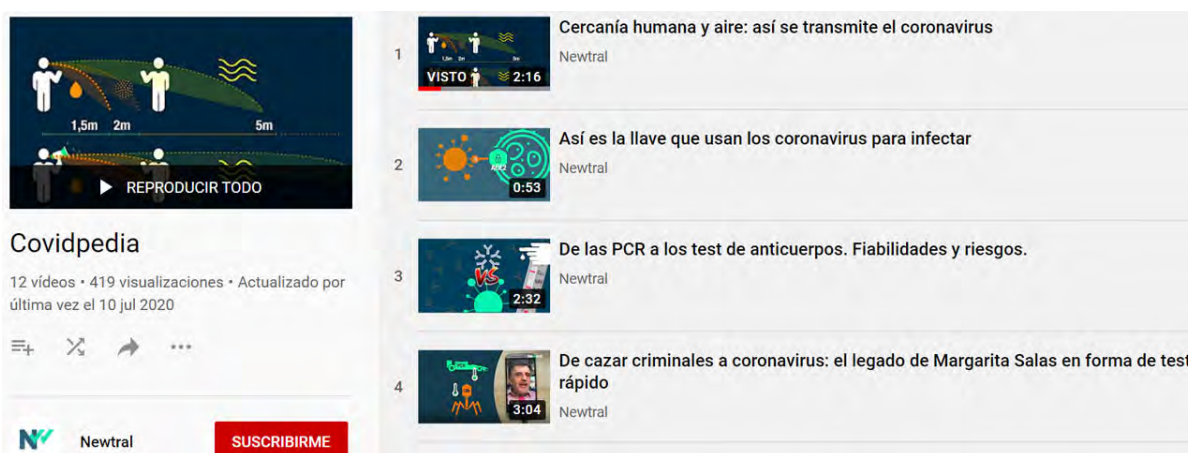 1,5m 2m 5m
REPRODUCIR TODO
Covidpedia
12 vídeos • 419 visualizaciones • Actualizado por
última vez el 10 jul 2020
Newtral
SUSCRIBIRME
1
VISTO
2:16
Cercanía humana y aire: así se transmite el coronavirus
Newtral
2
0:53
Así es la llave que usan los coronavirus para infectar
Newtral
3
VS
2:32
De las PCR a los test de anticuerpos. Fiabilidades y riesgos.
Newtral
4
3:04
De cazar criminales a coronavirus: el legado de Margarita Salas en forma de test
rápido
Newtral